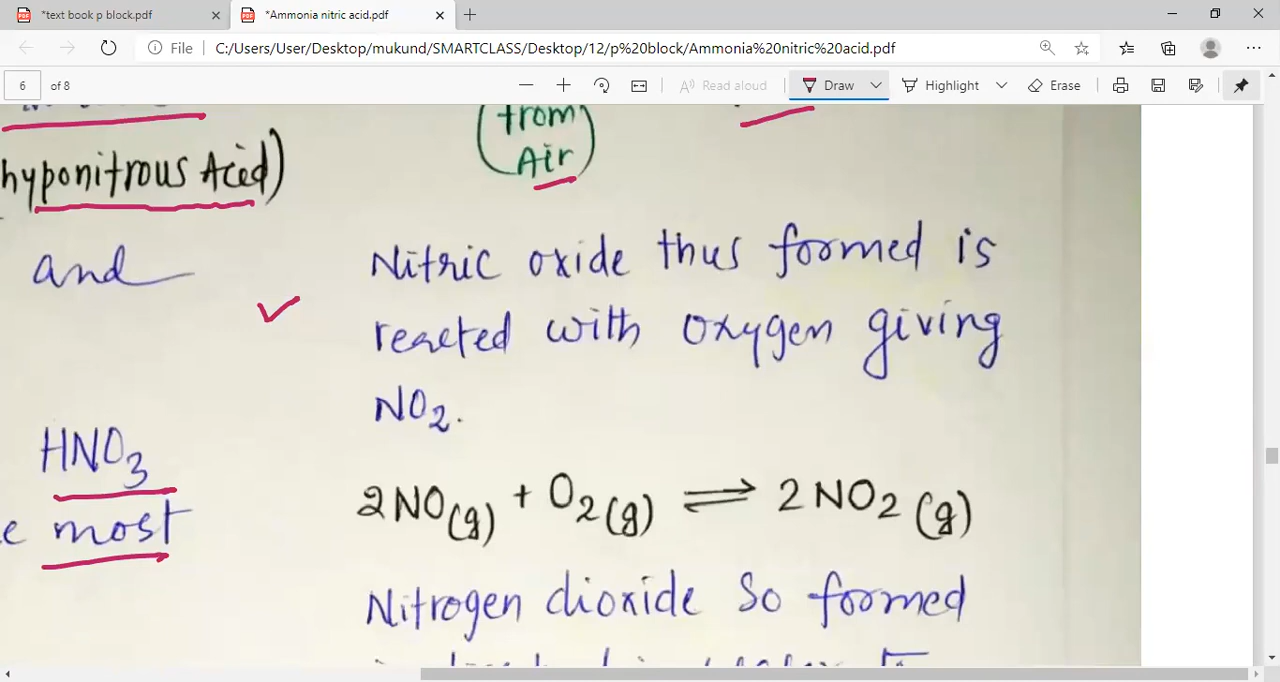 *text book p block.pdf
*Ammonia nitric acid.pdf
File
C:/Users/User/Desktop/mukund/SMARTCLASS/Desktop/12/p%20block/Ammonia%20nitric%20acid.pdf
6 of 8
Read aloud
Draw
Highlight
Erase
hyponitrous Acid)
and
HNO3
e most
(from
Air)
Nitric oxide thus formed is
reacted with oxygen giving
NO2.
2NO(g) + O2(g) ⇌ 2NO2(g)
Nitrogen dioxide so formed